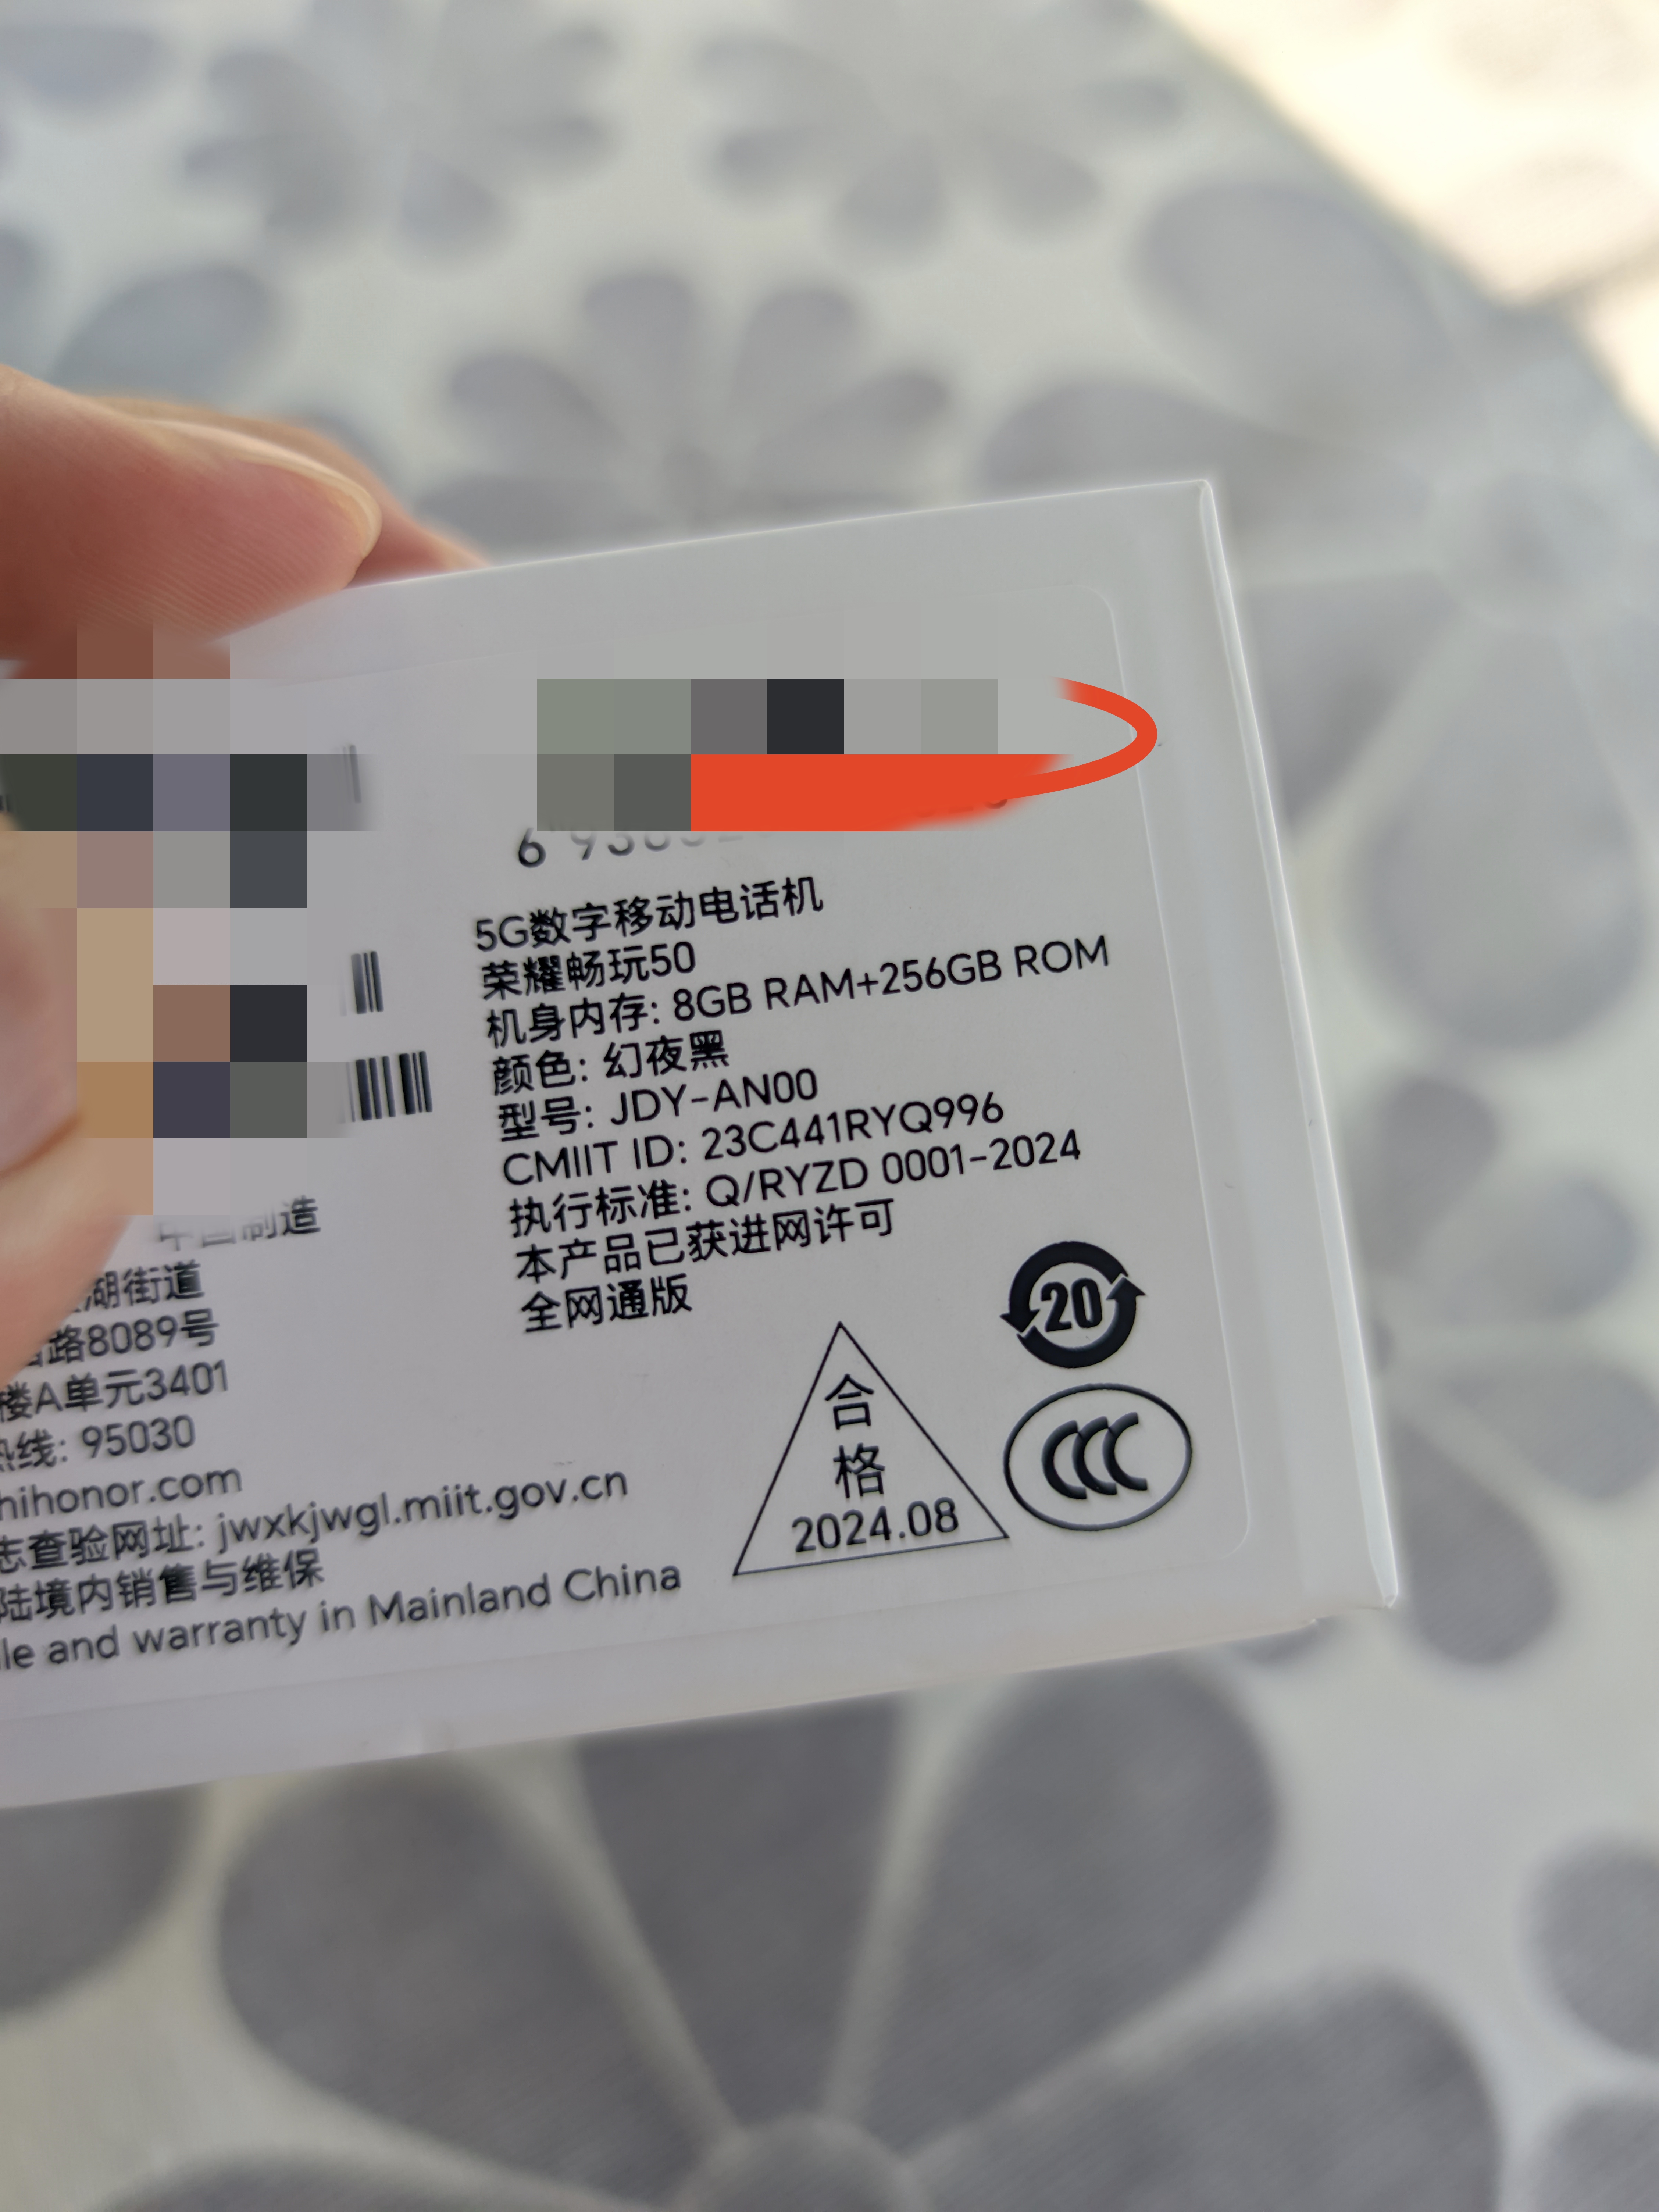 5G数字移动电话机
荣耀畅玩50
机身内存: 8GB RAM+256GB ROM
颜色: 幻夜黑
型号: JDY-AN00
CMIIT ID: 23C441RYQ996
执行标准: Q/RYZD 0001-2024
本产品已获进网许可
全网通版
中国制造
湖街道
路8089号
楼A单元3401
热线: 95030
hihonor.com
志查验网址: jwxkjwgl.miit.gov.cn
陆境内销售与维保
le and warranty in Mainland China
合
格
2024.08
20
CCC